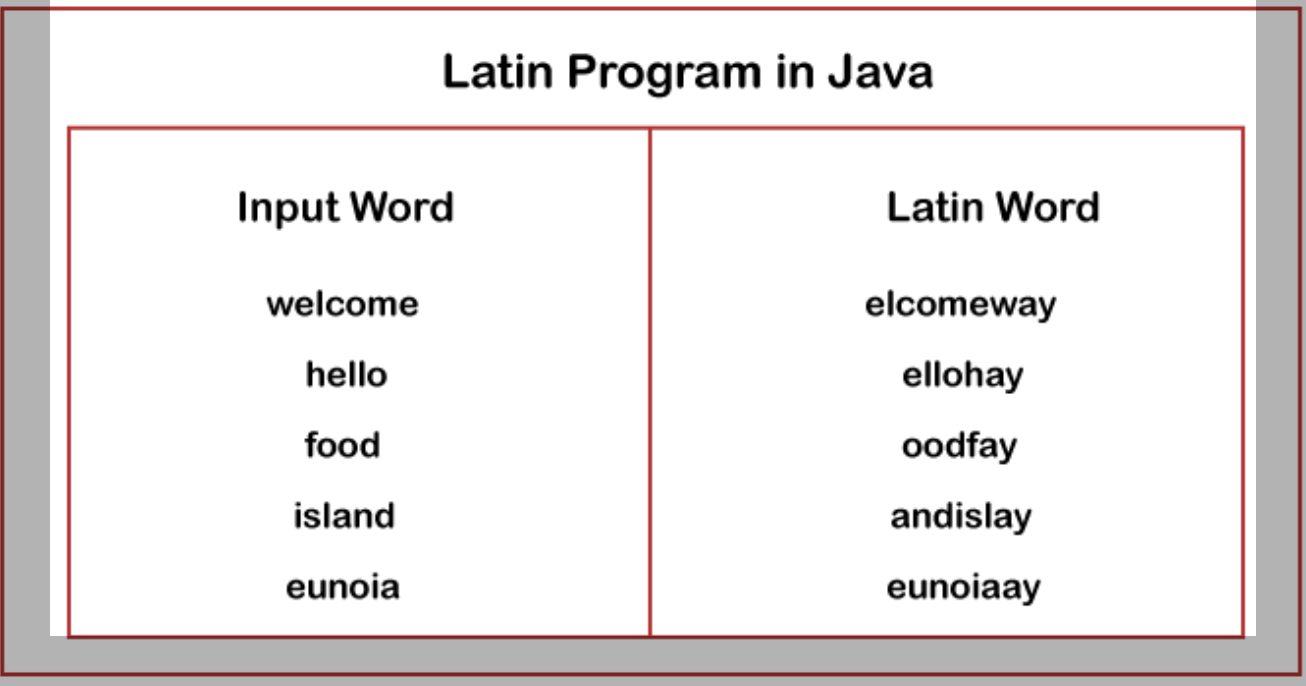 Latin Program in Java
Input Word Latin Word
welcome elcomeway
hello ellohay
food oodfay
island andislay
eunoia eunoiaay